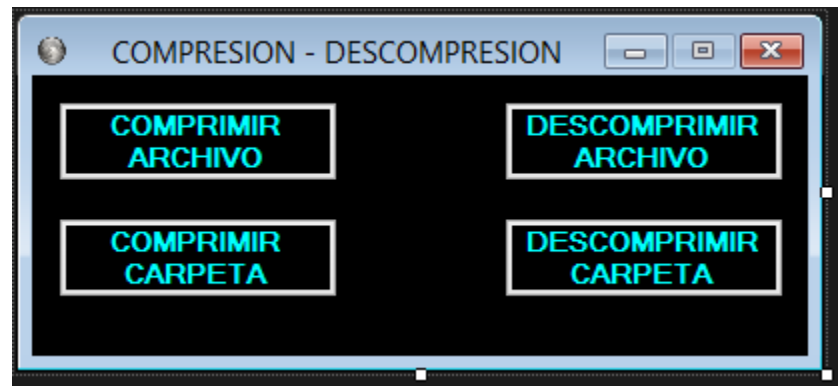 COMPRESION - DESCOMPRESION
COMPRIMIR
ARCHIVO
DESCOMPRIMIR
ARCHIVO
COMPRIMIR
CARPETA
DESCOMPRIMIR
CARPETA